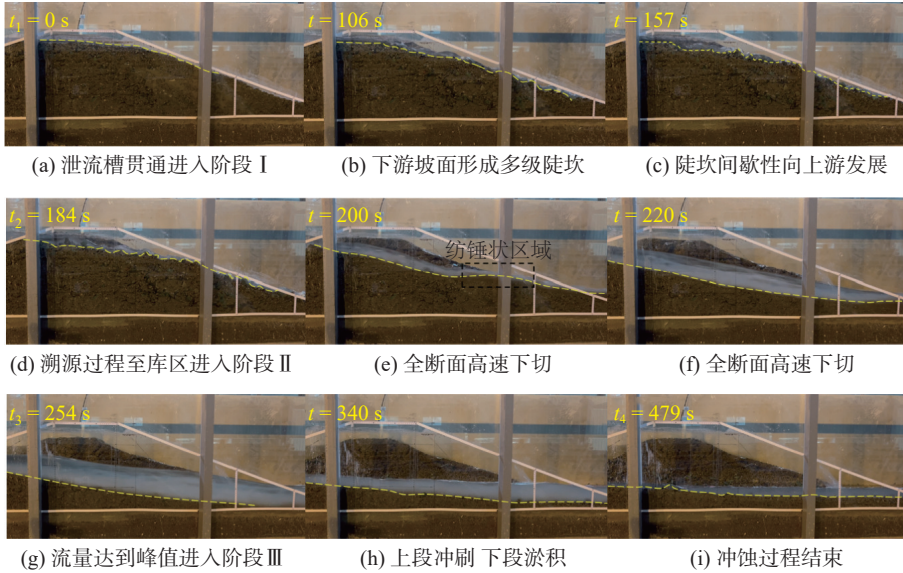 t₁ = 0 s
t = 106 s
t = 157 s
(a) 泄流槽贯通进入阶段Ⅰ
(b) 下游坡面形成多级陡坎
(c) 陡坎间歇性向上游发展
t₂ = 184 s
t = 200 s
t = 220 s
纺锤状区域
(d) 溯源过程至库区进入阶段Ⅱ
(e) 全断面高速下切
(f) 全断面高速下切
t₃ = 254 s
t = 340 s
t₄ = 479 s
(g) 流量达到峰值进入阶段Ⅲ
(h) 上段冲刷 下段淤积
(i) 冲蚀过程结束